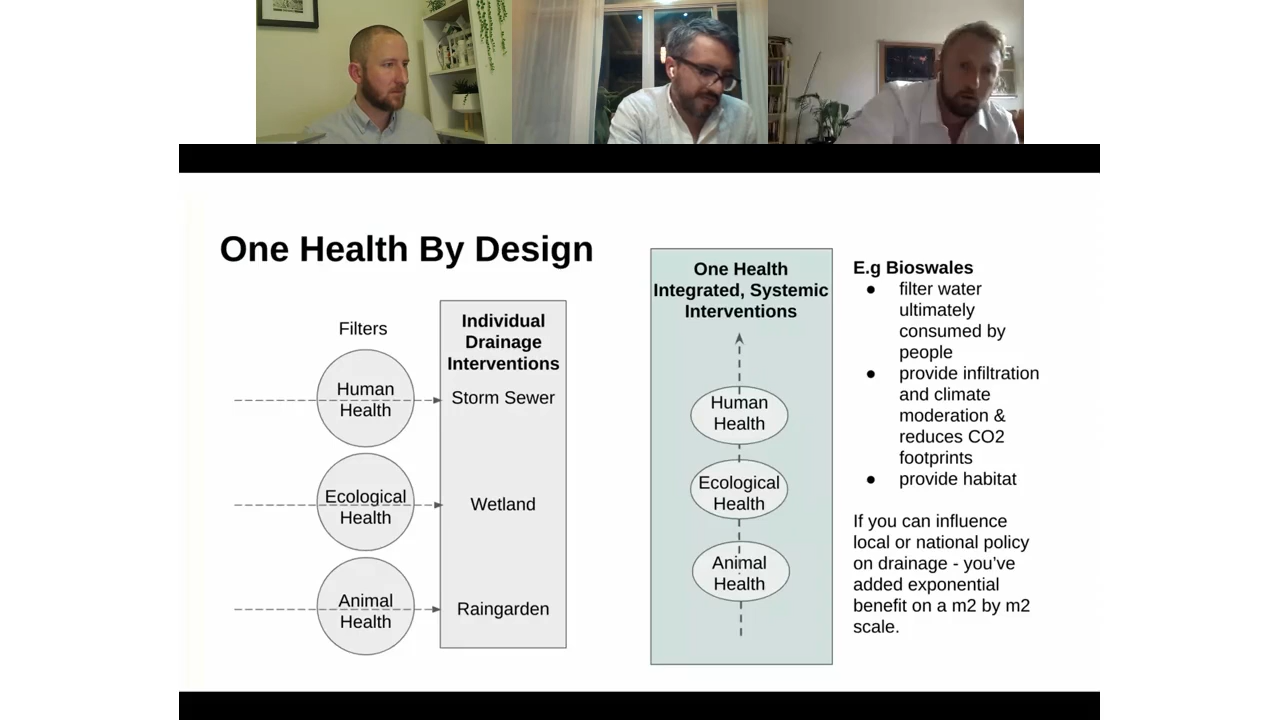 One Health By Design
Filters
Human
Health
Ecological
Health
Animal
Health
Individual
Drainage
Interventions
Storm Sewer
Wetland
Raingarden
One Health
Integrated, Systemic
Interventions
Human
Health
Ecological
Health
Animal
Health
E.g Bioswales
● filter water
ultimately
consumed by
people
● provide infiltration
and climate
moderation &
reduces CO2
footprints
● provide habitat
If you can influence
local or national policy
on drainage - you’ve
added exponential
benefit on a m2 by m2
scale.